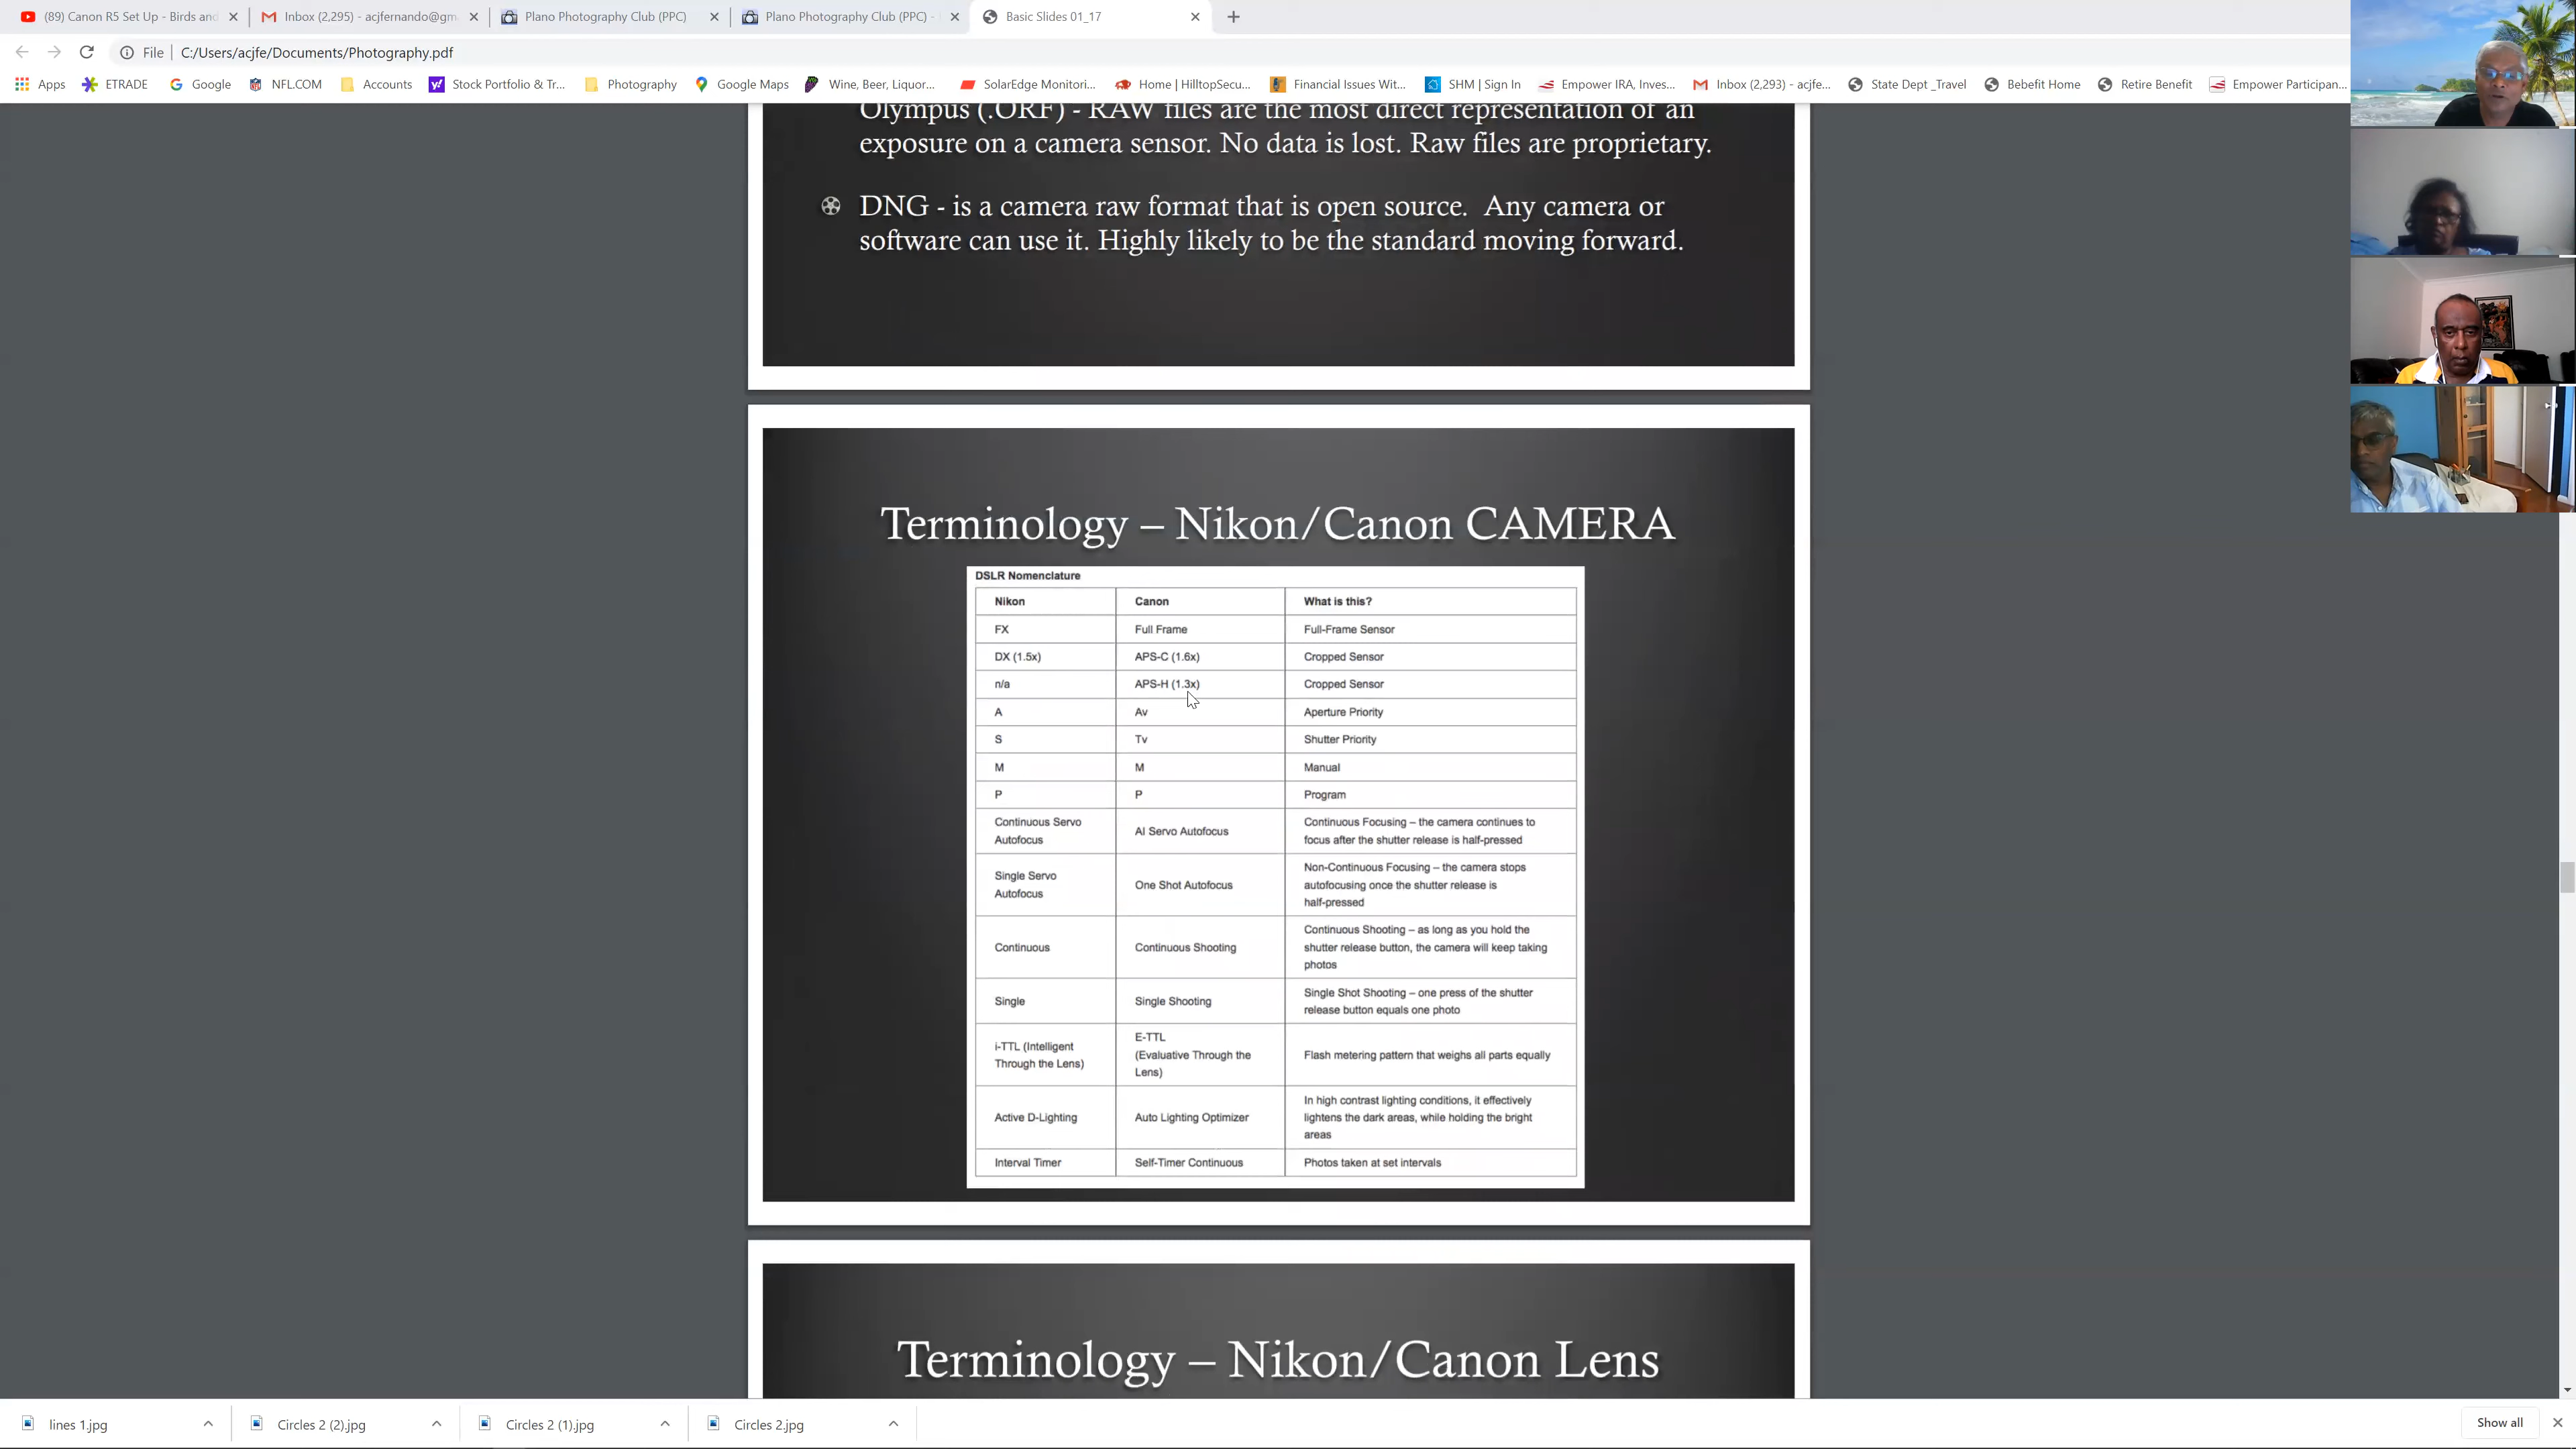 (89) Canon R5 Set Up - Birds and
Inbox (2,295) - acjfernando@gm
Plano Photography Club (PPC)
Plano Photography Club (PPC) -
Basic Slides 01_17
File
C:/Users/acjfe/Documents/Photography.pdf
Apps
ETRADE
Google
NFL.COM
Accounts
Stock Portfolio & Tr...
Photography
Google Maps
Wine, Beer, Liquor...
SolarEdge Monitori...
Home | HilltopSecu...
Financial Issues Wit...
SHM | Sign In
Empower IRA, Inves...
Inbox (2,293) - acjfe...
State Dept _Travel
Bebefit Home
Retire Benefit
Empower Participan...
Olympus (.ORF) - RAW files are the most direct representation of an
exposure on a camera sensor. No data is lost. Raw files are proprietary.
DNG - is a camera raw format that is open source. Any camera or
software can use it. Highly likely to be the standard moving forward.
Terminology – Nikon/Canon CAMERA
DSLR Nomenclature
Nikon
Canon
What is this?
FX
Full Frame
Full-Frame Sensor
DX (1.5x)
APS-C (1.6x)
Cropped Sensor
n/a
APS-H (1.3x)
Cropped Sensor
A
Av
Aperture Priority
S
Tv
Shutter Priority
M
M
Manual
P
P
Program
Continuous Servo
Autofocus
AI Servo Autofocus
Continuous Focusing – the camera continues to
focus after the shutter release is half-pressed
Single Servo
Autofocus
One Shot Autofocus
Non-Continuous Focusing – the camera stops
autofocusing once the shutter release is
half-pressed
Continuous
Continuous Shooting
Continuous Shooting – as long as you hold the
shutter release button, the camera will keep taking
photos
Single
Single Shooting
Single Shot Shooting – one press of the shutter
release button equals one photo
i-TTL (Intelligent
Through the Lens)
E-TTL
(Evaluative Through the
Lens)
Flash metering pattern that weighs all parts equally
Active D-Lighting
Auto Lighting Optimizer
In high contrast lighting conditions, it effectively
lightens the dark areas, while holding the bright
areas
Interval Timer
Self-Timer Continuous
Photos taken at set intervals
Terminology – Nikon/Canon Lens
lines 1.jpg
Circles 2 (2).jpg
Circles 2 (1).jpg
Circles 2.jpg
Show all